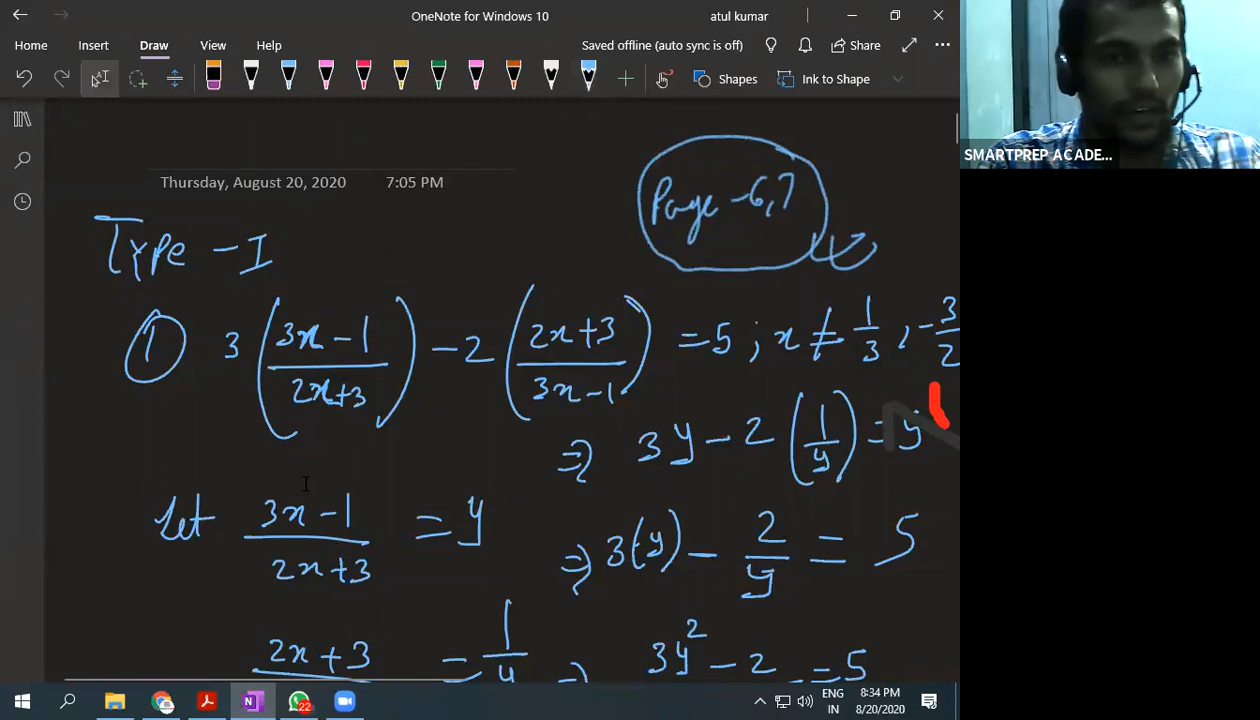 OneNote for Windows 10
atul kumar
Home Insert Draw View Help
Saved offline (auto sync is off)
Share
Shapes
Ink to Shape
SMARTPREP ACADE...
Thursday, August 20, 2020 7:05 PM
Page - 6,7
Type - I
① 3((3x-1)/(2x+3)) - 2((2x+3)/(3x-1)) = 5 ; x ≠ 1/3, -3/2
⇒ 3y - 2(1/y) =
let (3x-1)/(2x+3) = y
⇒ 3(y) - 2/y = 5
2x+3 = 1/y
⇒ 3y² - 2 = 5
22
ENG
IN
8:34 PM
8/20/2020